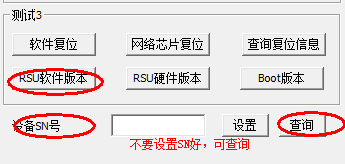 测试3
软件复位 网络芯片复位 查询复位信息
RSU软件版本 RSU硬件版本 Boot版本
设备SN号 设置 查询
不要设置SN好，可查询